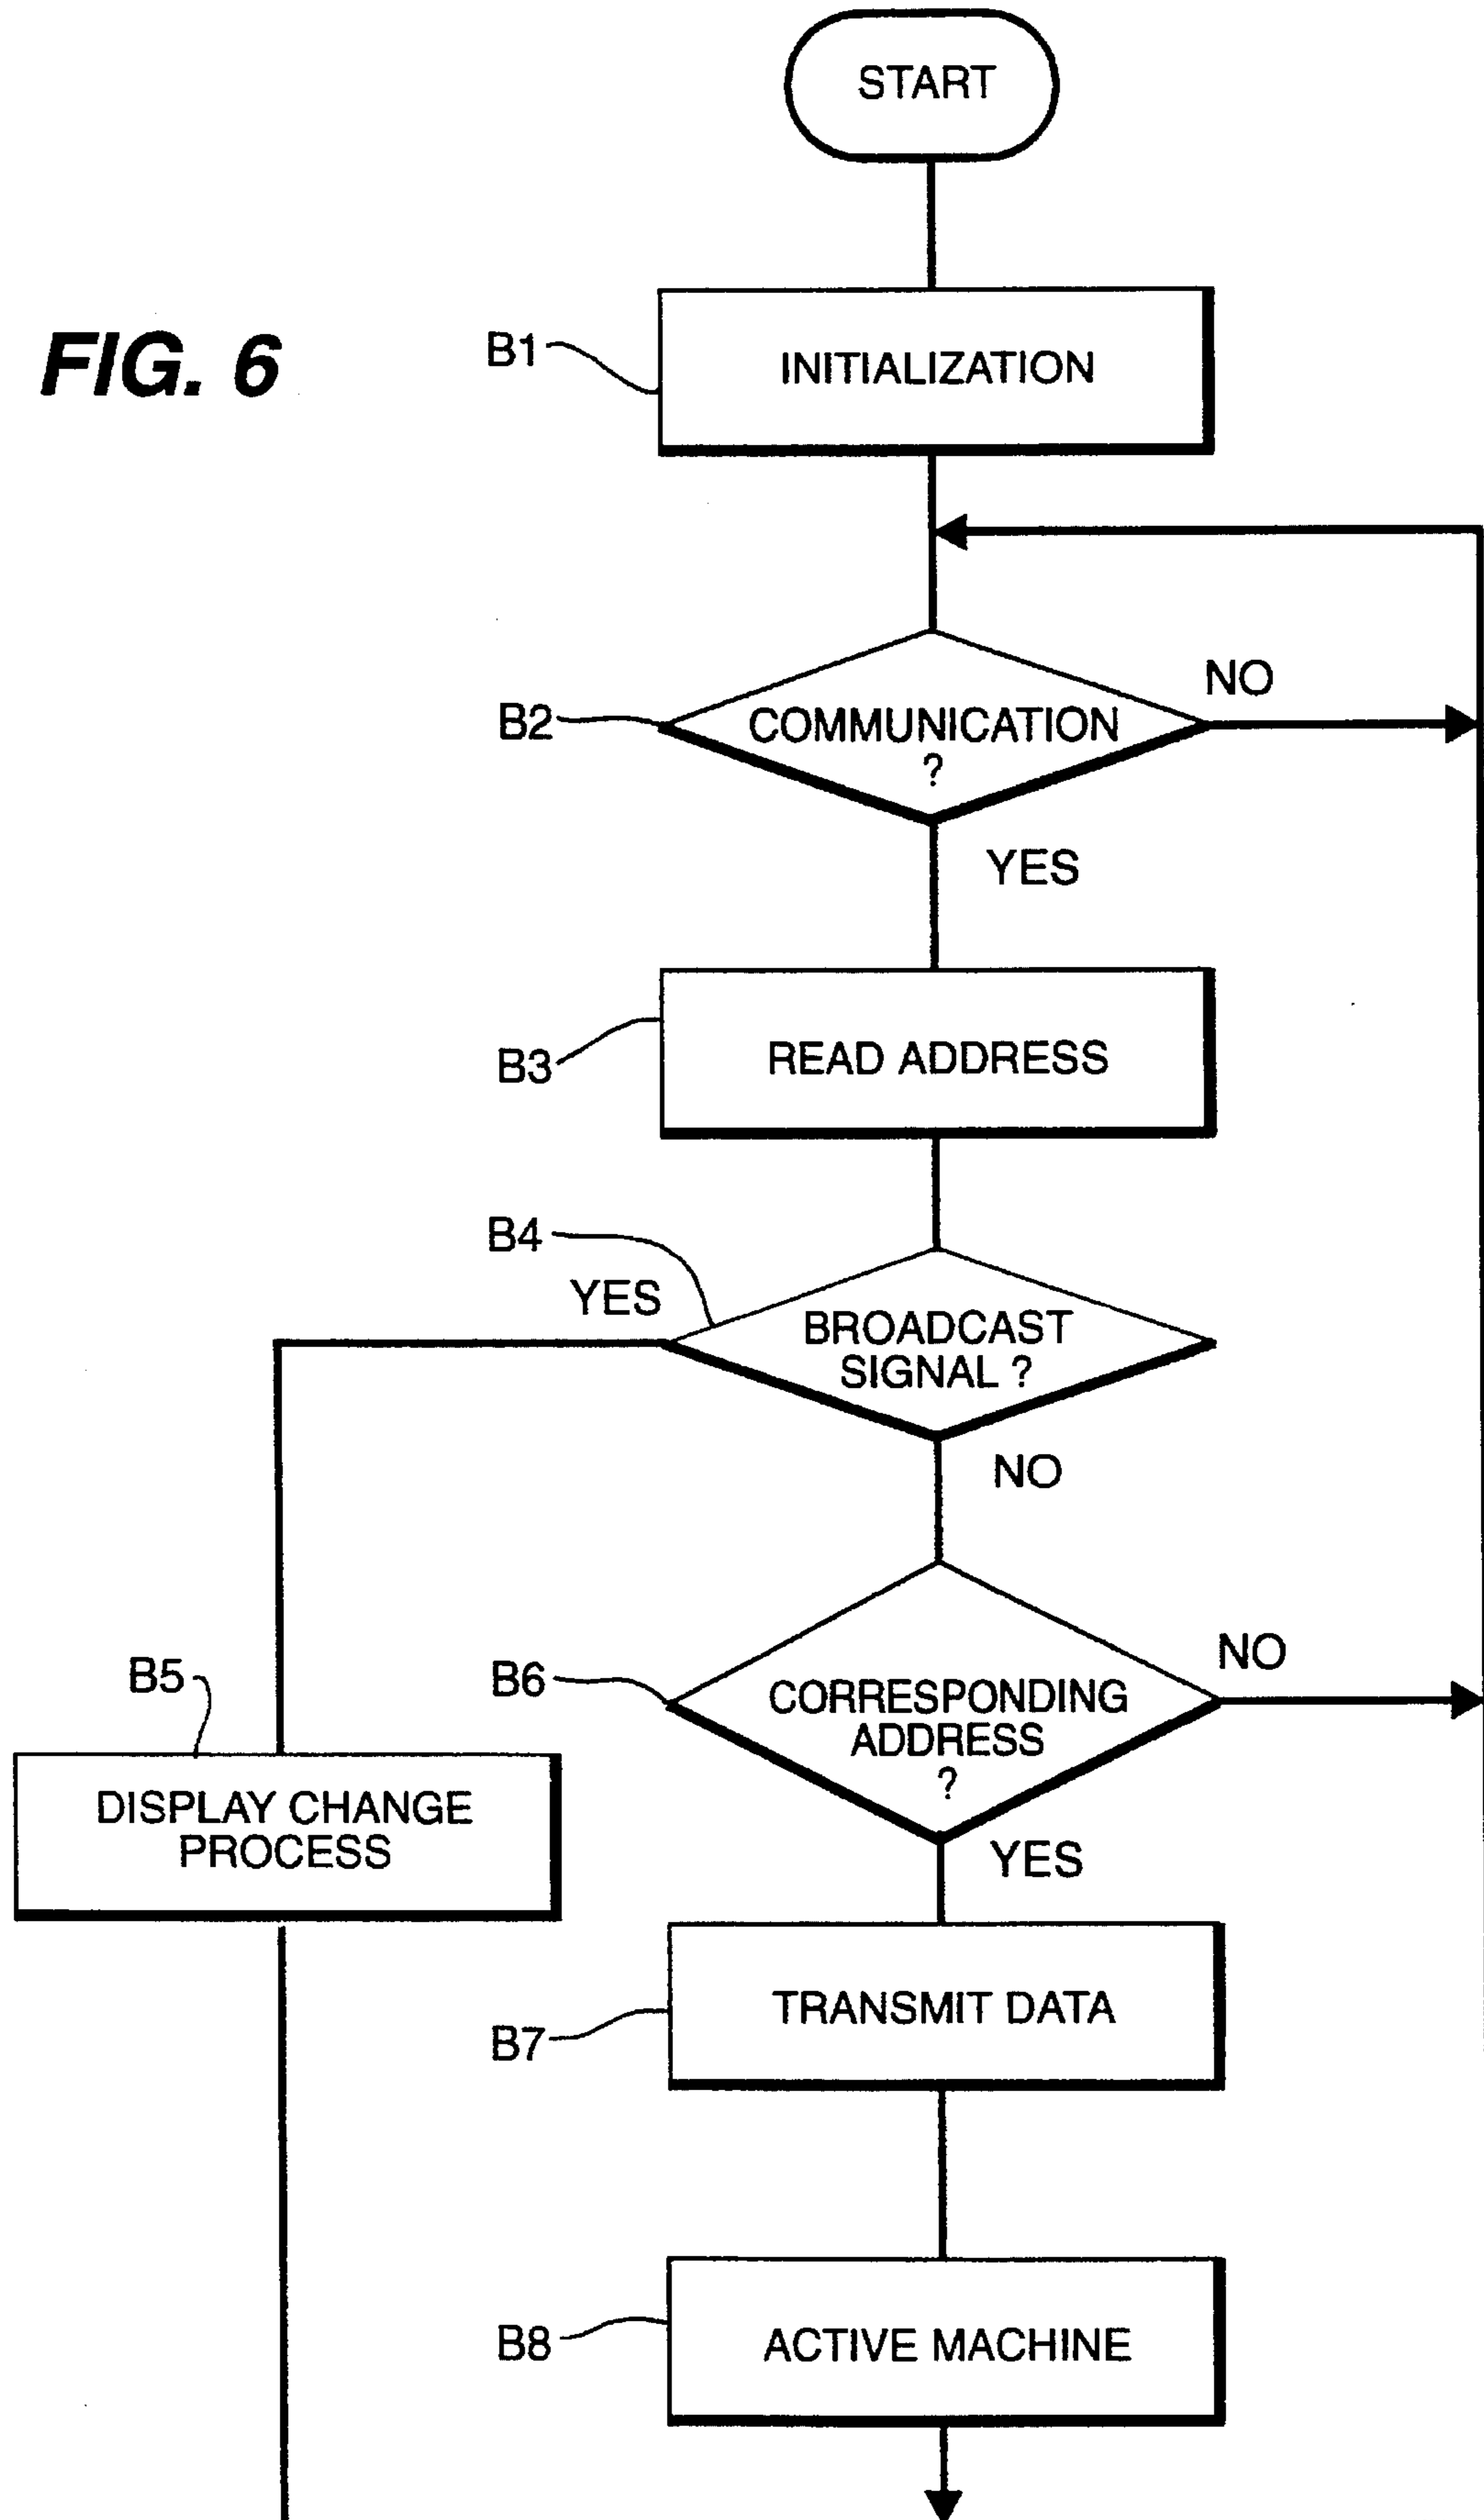 START
FIG. 6
B1
INITIALIZATION
NO
B2
COMMUNICATION
?
YES
B3
READ ADDRESS
B4
YES
BROADCAST
SIGNAL ?
NO
B5
B6
NO
CORRESPONDING
ADDRESS
?
DISPLAY CHANGE
PROCESS
YES
B7
TRANSMIT DATA
B8
ACTIVE MACHINE